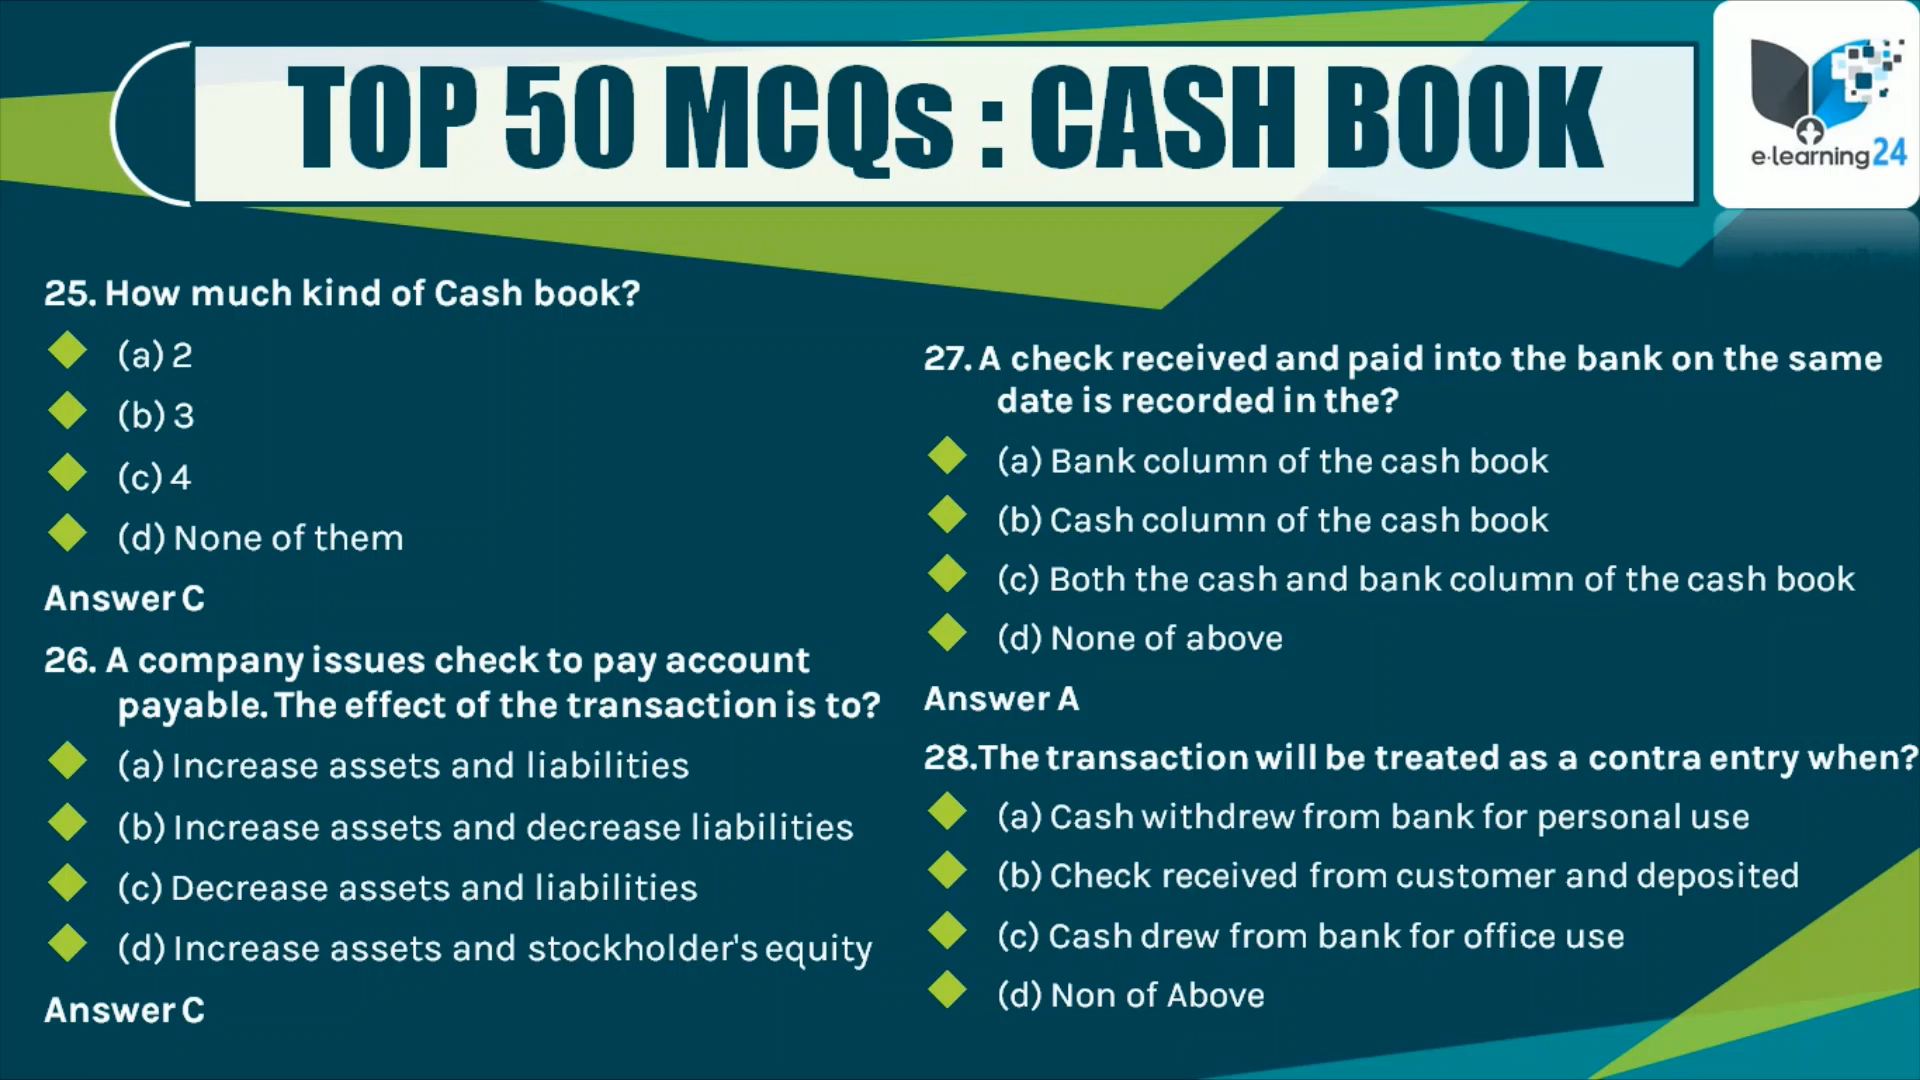 TOP 50 MCQs : CASH BOOK
e-learning24
25. How much kind of Cash book?
(a) 2
(b) 3
(c) 4
(d) None of them
Answer C
26. A company issues check to pay account
payable. The effect of the transaction is to?
(a) Increase assets and liabilities
(b) Increase assets and decrease liabilities
(c) Decrease assets and liabilities
(d) Increase assets and stockholder's equity
Answer C
27. A check received and paid into the bank on the same
date is recorded in the?
(a) Bank column of the cash book
(b) Cash column of the cash book
(c) Both the cash and bank column of the cash book
(d) None of above
Answer A
28.The transaction will be treated as a contra entry when?
(a) Cash withdrew from bank for personal use
(b) Check received from customer and deposited
(c) Cash drew from bank for office use
(d) Non of Above